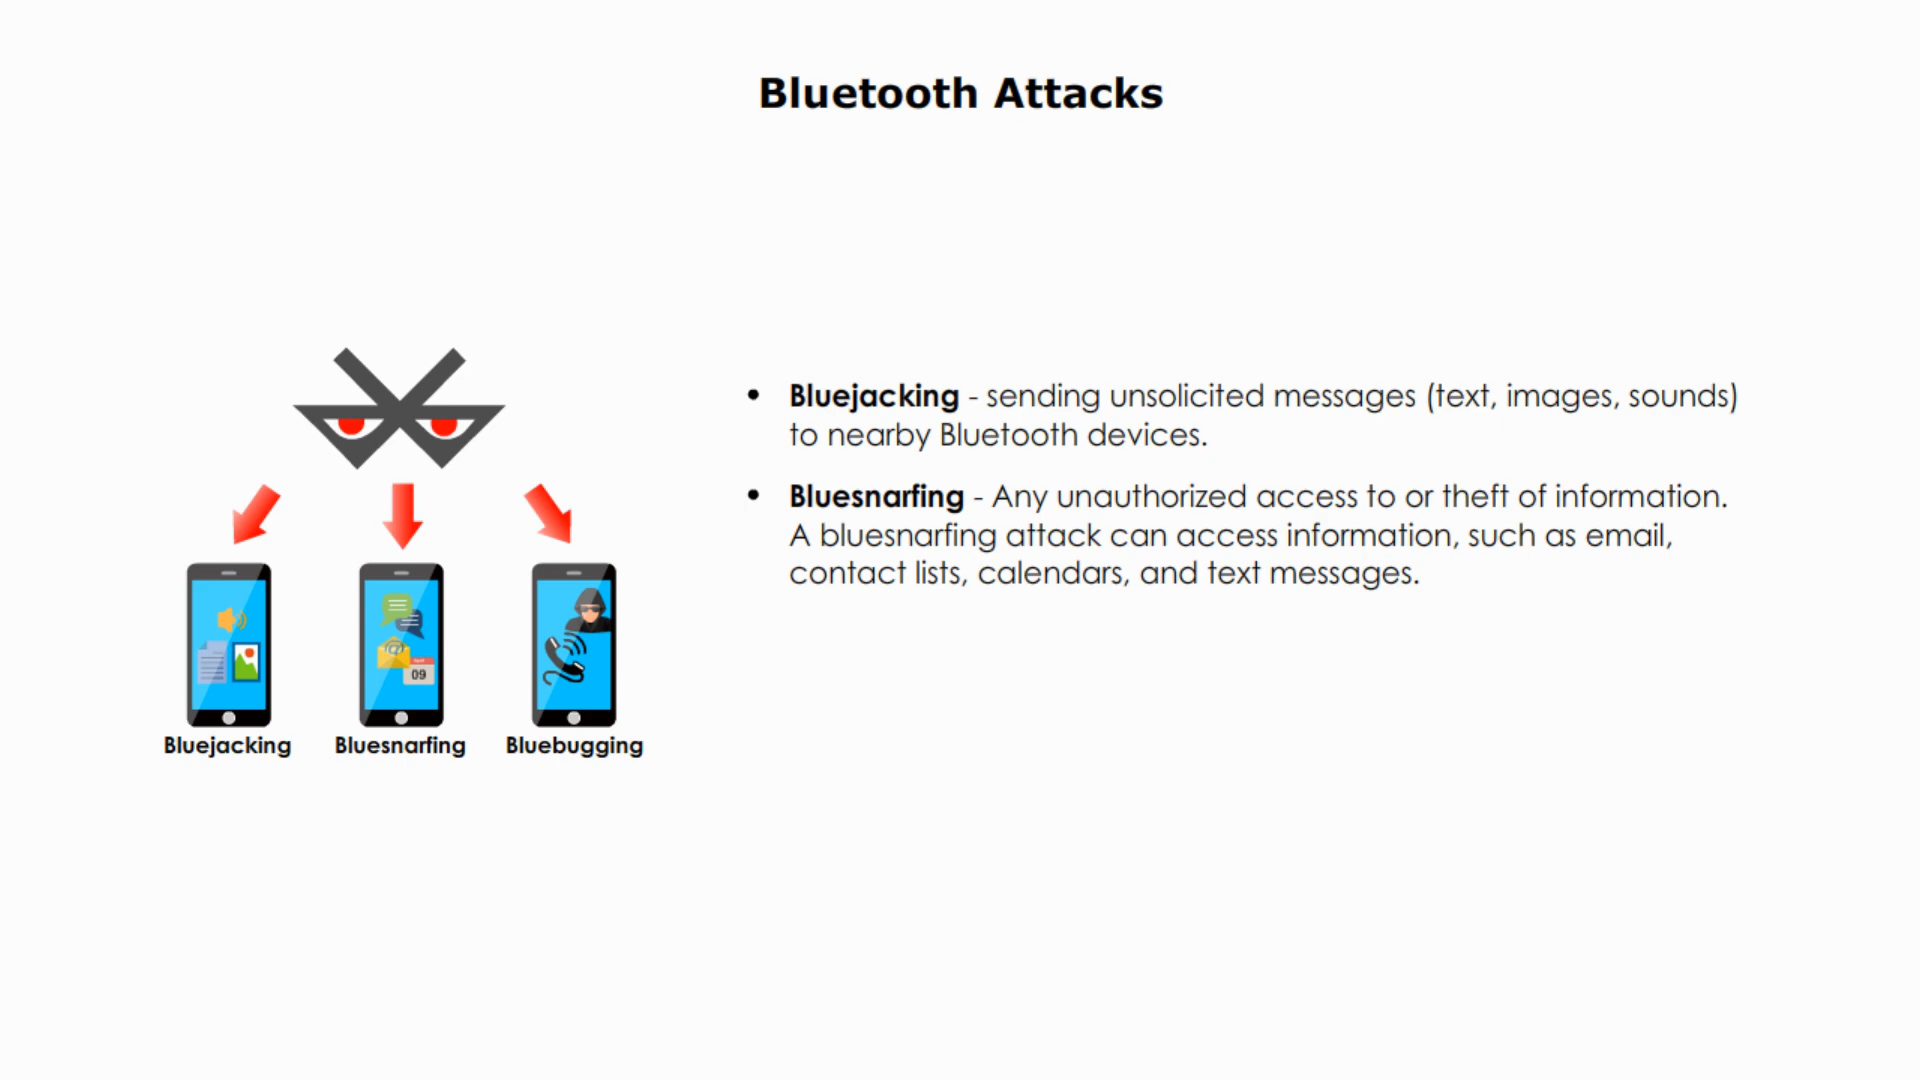 Bluetooth Attacks
• Bluejacking - sending unsolicited messages (text, images, sounds)
to nearby Bluetooth devices.
• Bluesnarfing - Any unauthorized access to or theft of information.
A bluesnarfing attack can access information, such as email,
contact lists, calendars, and text messages.
@
09
Bluejacking Bluesnarfing Bluebugging